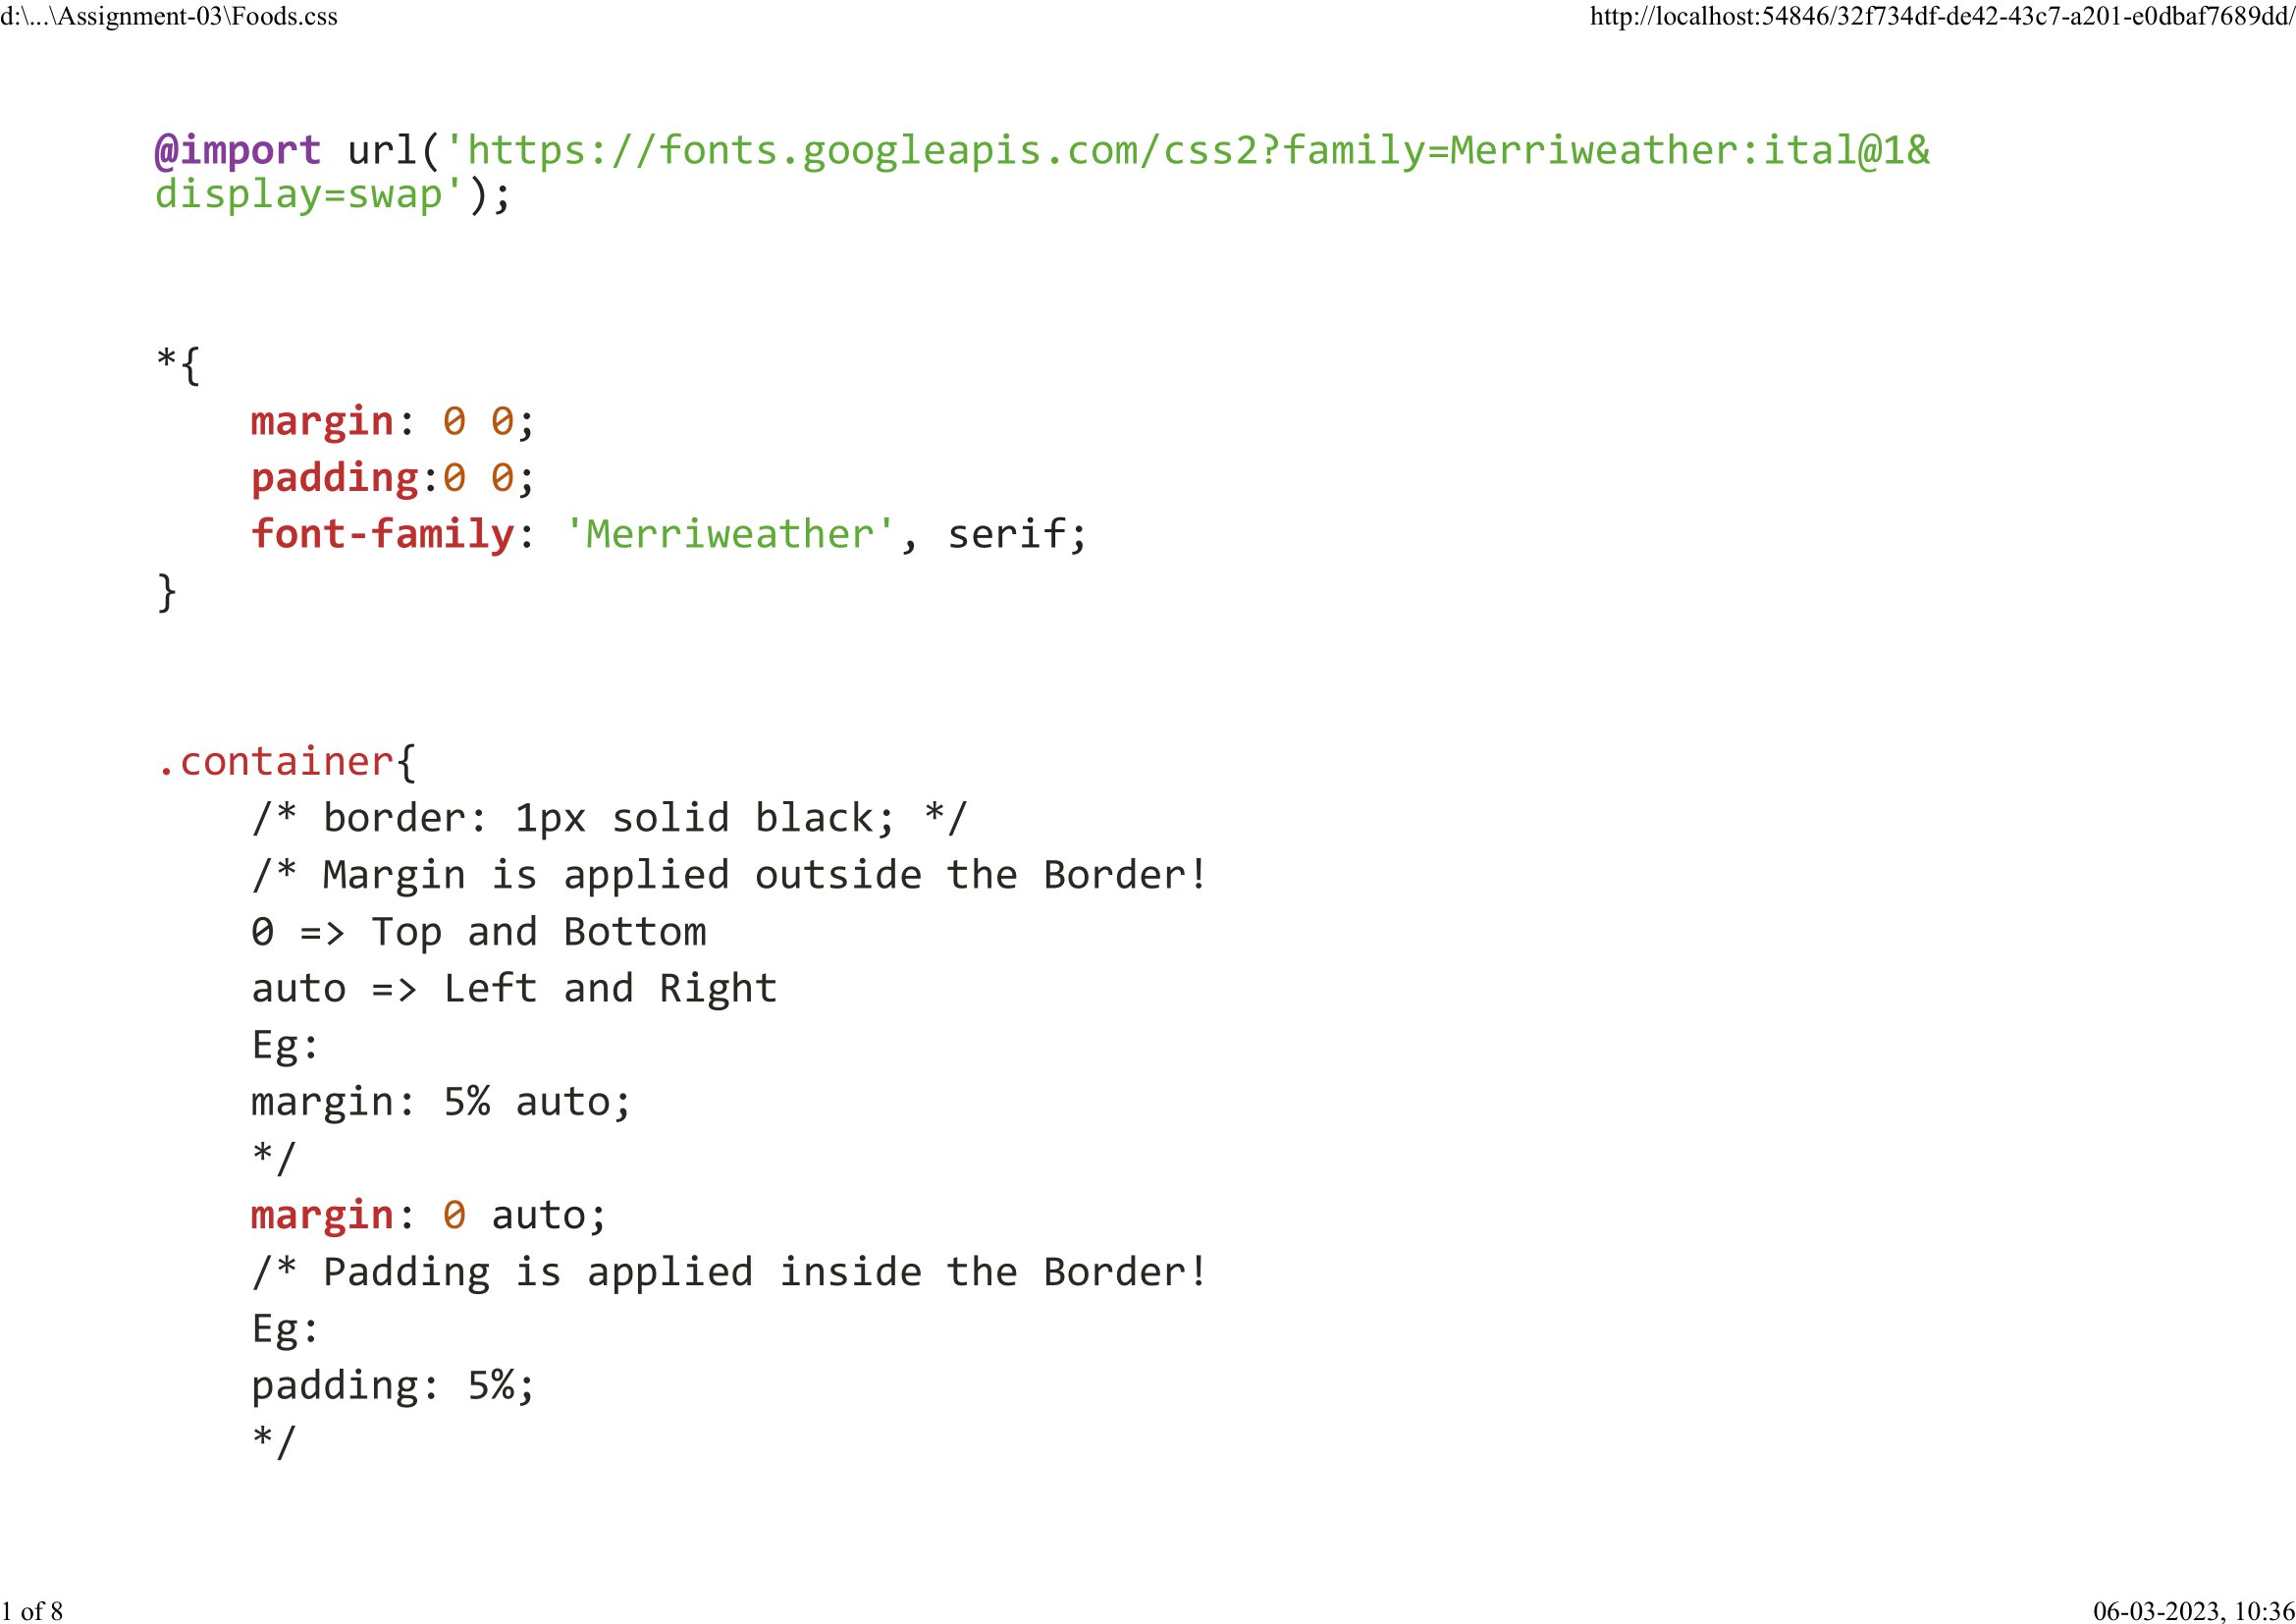 d:\...\Assignment-03\Foods.css http://localhost:54846/32f734df-de42-43c7-a201-e0dbaf7689dd/
@import url('https://fonts.googleapis.com/css2?family=Merriweather:ital@1&
display=swap');
*{
    margin: 0 0;
    padding:0 0;
    font-family: 'Merriweather', serif;
}
.container{
    /* border: 1px solid black; */
    /* Margin is applied outside the Border!
    0 => Top and Bottom
    auto => Left and Right
    Eg:
    margin: 5% auto;
    */
    margin: 0 auto;
    /* Padding is applied inside the Border!
    Eg:
    padding: 5%;
    */
1 of 8 06-03-2023, 10:36